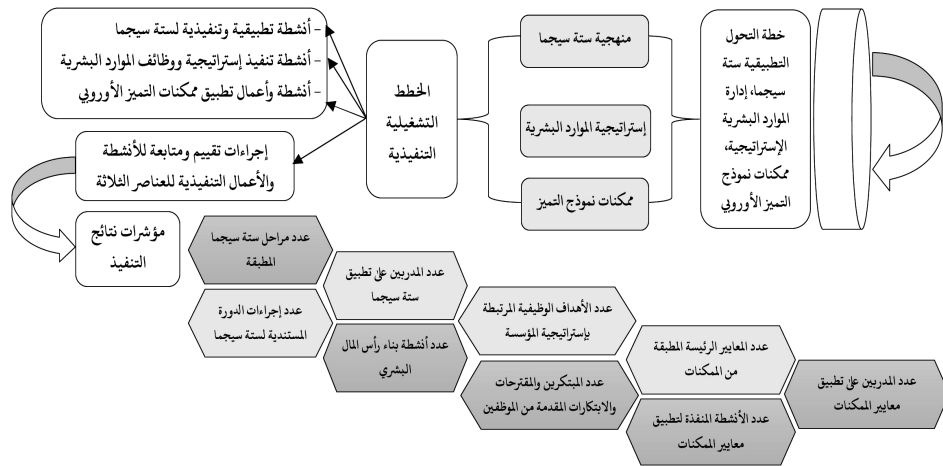 خطة التحول
التطبيقية ستة
سيجما، إدارة
الموارد البشرية
الإستراتيجية،
ممكنات نموذج
التميز الأوروبي
منهجية ستة سيجما
إستراتيجية الموارد البشرية
ممكنات نموذج التميز
الخطط
التشغيلية
التنفيذية
– أنشطة تطبيقية وتنفيذية لستة سيجما
– أنشطة تنفيذ إستراتيجية ووظائف الموارد البشرية
– أنشطة وأعمال تطبيق ممكنات التميز الأوروبي
إجراءات تقييم ومتابعة للأنشطة
والأعمال التنفيذية للعناصر الثلاثة
مؤشرات نتائج
التنفيذ
عدد مراحل ستة سيجما
المطبقة
عدد إجراءات الدورة
المستندية لستة سيجما
عدد المدربين على تطبيق
ستة سيجما
عدد أنشطة بناء رأس المال
البشري
عدد الأهداف الوظيفية المرتبطة
بإستراتيجية المؤسسة
عدد المبتكرين والمقترحات
والابتكارات المقدمة من الموظفين
عدد المعايير الرئيسة المطبقة
من الممكنات
عدد الأنشطة المنفذة لتطبيق
معايير الممكنات
عدد المدربين على تطبيق
معايير الممكنات